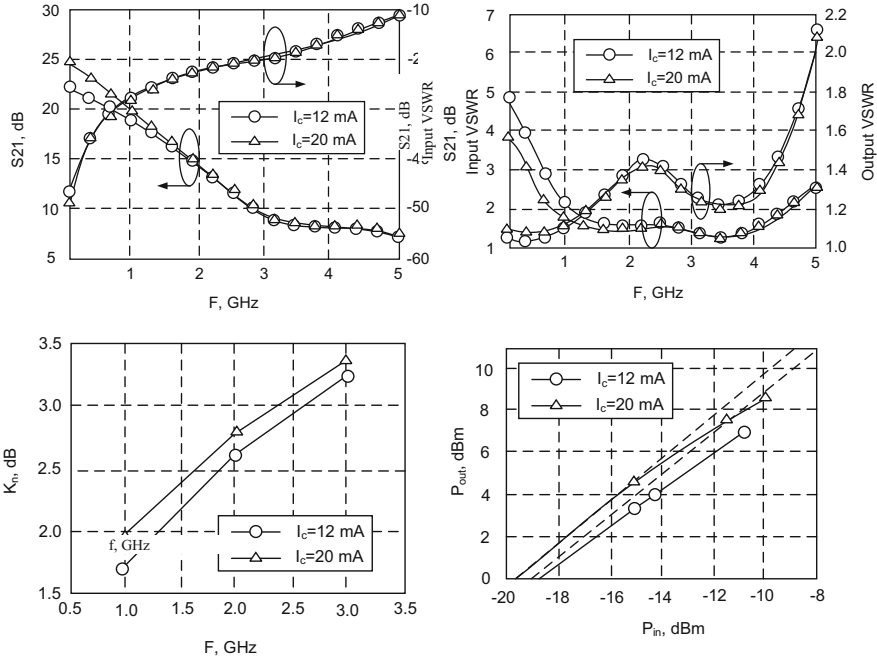 30
25
20
15
10
5
S21, dB
-10
-2
-4
-50
-60
S21, dB
Input VSWR
I_c=12 mA
I_c=20 mA
1 2 3 4 5
F, GHz
7
6
5
4
3
2
1
S21, dB
Input VSWR
2.2
2.0
1.8
1.6
1.4
1.2
1.0
Output VSWR
I_c=12 mA
I_c=20 mA
1 2 3 4 5
F, GHz
3.5
3.0
2.5
2.0
1.5
K_n, dB
f, GHz
I_c=12 mA
I_c=20 mA
0.5 1.0 1.5 2.0 2.5 3.0 3.5
F, GHz
10
8
6
4
2
0
P_out, dBm
I_c=12 mA
I_c=20 mA
-20 -18 -16 -14 -12 -10 -8
P_in, dBm